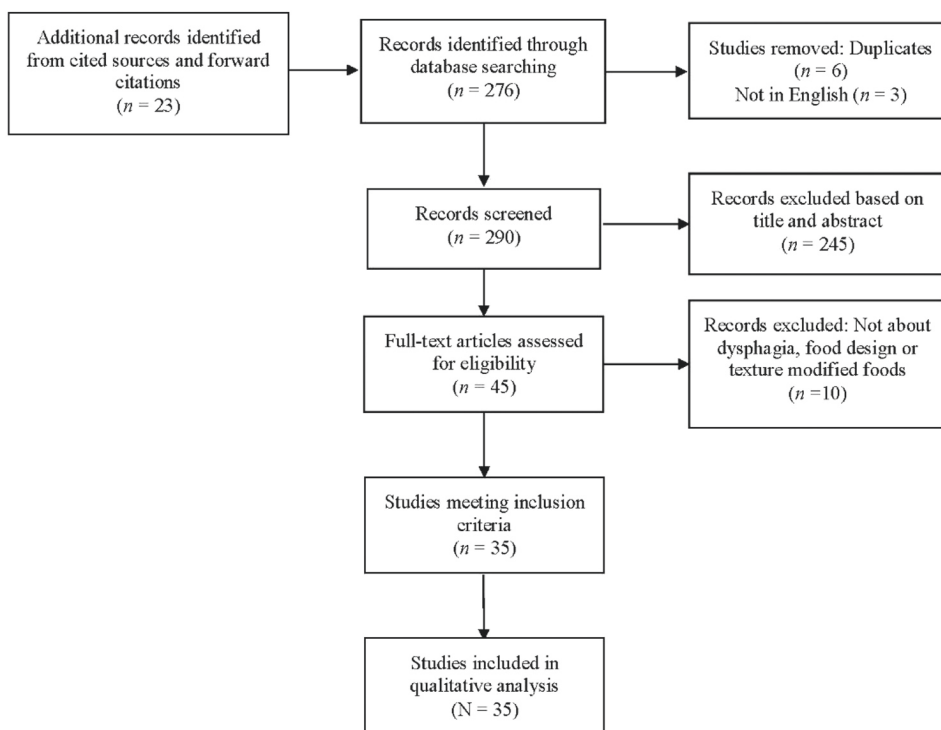 Additional records identified
from cited sources and forward
citations
(n = 23)
Records identified through
database searching
(n = 276)
Studies removed: Duplicates
(n = 6)
Not in English (n = 3)
Records screened
(n = 290)
Records excluded based on
title and abstract
(n = 245)
Full-text articles assessed
for eligibility
(n = 45)
Records excluded: Not about
dysphagia, food design or
texture modified foods
(n =10)
Studies meeting inclusion
criteria
(n = 35)
Studies included in
qualitative analysis
(N = 35)